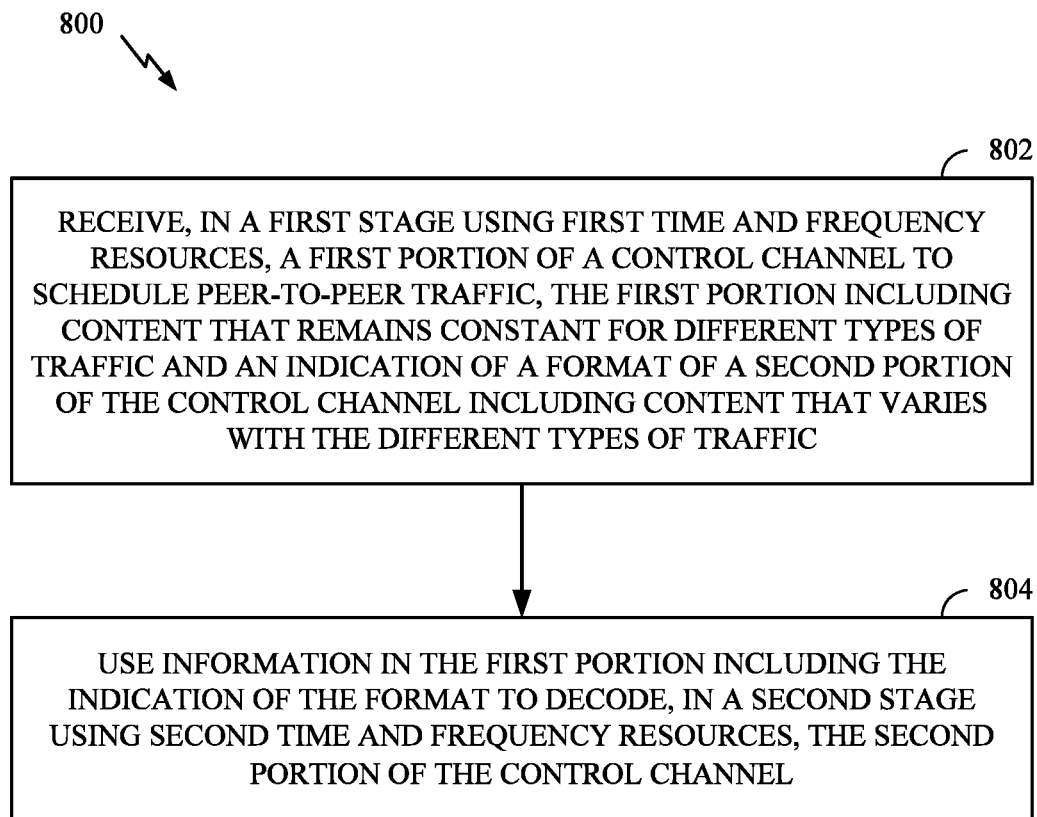 800
802
RECEIVE, IN A FIRST STAGE USING FIRST TIME AND FREQUENCY
RESOURCES, A FIRST PORTION OF A CONTROL CHANNEL TO
SCHEDULE PEER-TO-PEER TRAFFIC, THE FIRST PORTION INCLUDING
CONTENT THAT REMAINS CONSTANT FOR DIFFERENT TYPES OF
TRAFFIC AND AN INDICATION OF A FORMAT OF A SECOND PORTION
OF THE CONTROL CHANNEL INCLUDING CONTENT THAT VARIES
WITH THE DIFFERENT TYPES OF TRAFFIC
804
USE INFORMATION IN THE FIRST PORTION INCLUDING THE
INDICATION OF THE FORMAT TO DECODE, IN A SECOND STAGE
USING SECOND TIME AND FREQUENCY RESOURCES, THE SECOND
PORTION OF THE CONTROL CHANNEL